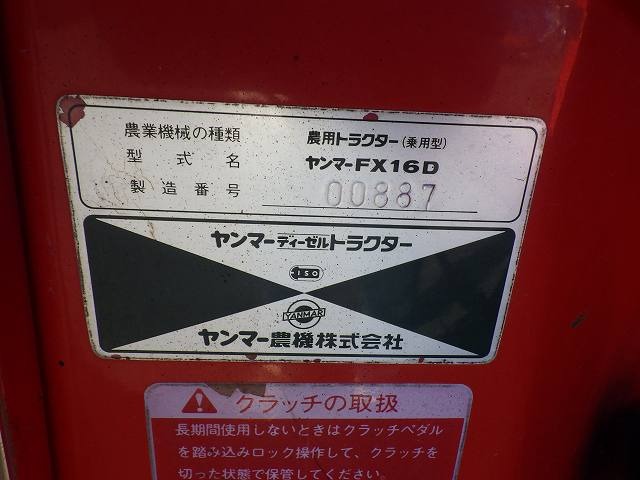 農業機械の種類 農用トラクター(乗用型)
型式名 ヤンマーFX16D
製造番号 00887
ヤンマーディーゼルトラクター
ISO
YANMAR
ヤンマー農機株式会社
クラッチの取扱
長期間使用しないときはクラッチペダル
を踏み込みロック操作して、クラッチを
切った状態で保管してください。